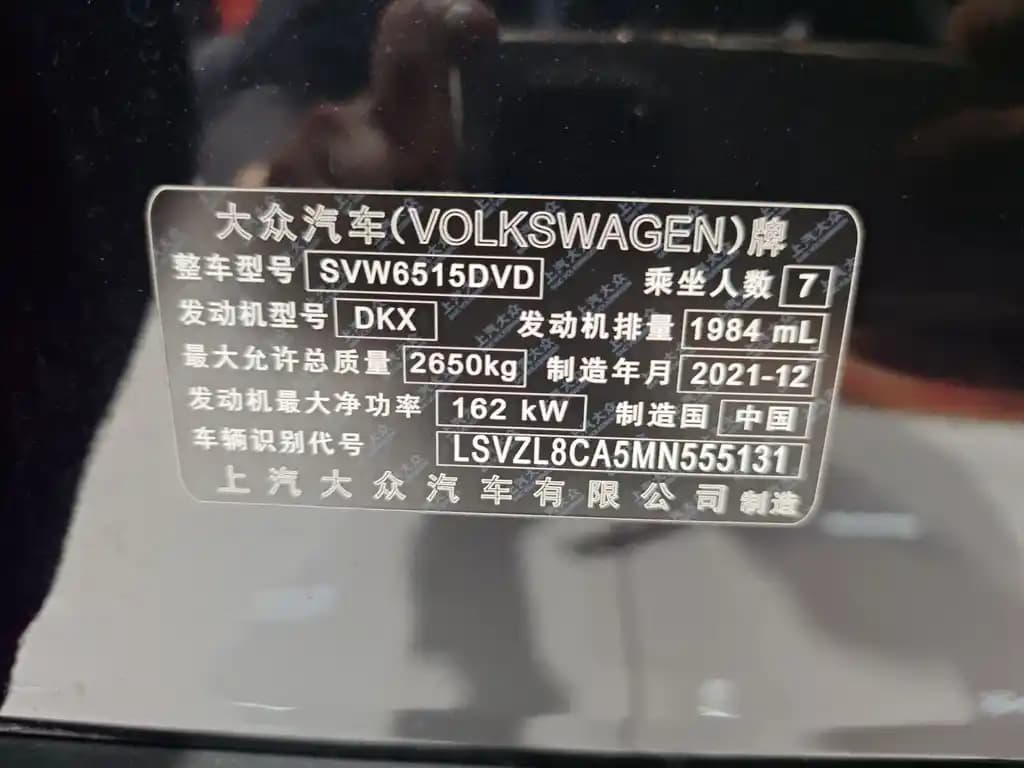 大众汽车(VOLKSWAGEN)牌
整车型号 SVW6515DVD 乘坐人数 7
发动机型号 DKX 发动机排量 1984 mL
最大允许总质量 2650kg 制造年月 2021-12
发动机最大净功率 162 kW 制造国 中国
车辆识别代号 LSVZL8CA5MN555131
上汽大众汽车有限公司 制造